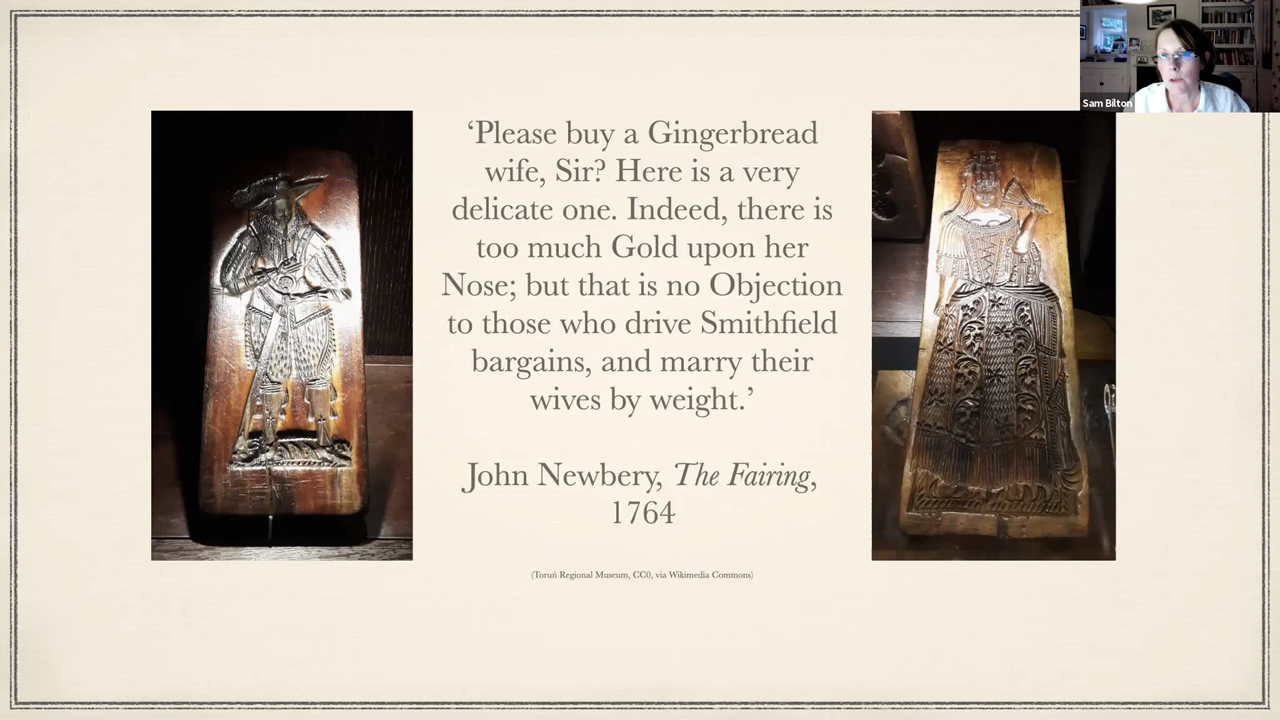 Sam Bilton
‘Please buy a Gingerbread
wife, Sir? Here is a very
delicate one. Indeed, there is
too much Gold upon her
Nose; but that is no Objection
to those who drive Smithfield
bargains, and marry their
wives by weight.’
John Newbery, The Fairing,
1764
(Toruń Regional Museum, CC0, via Wikimedia Commons)